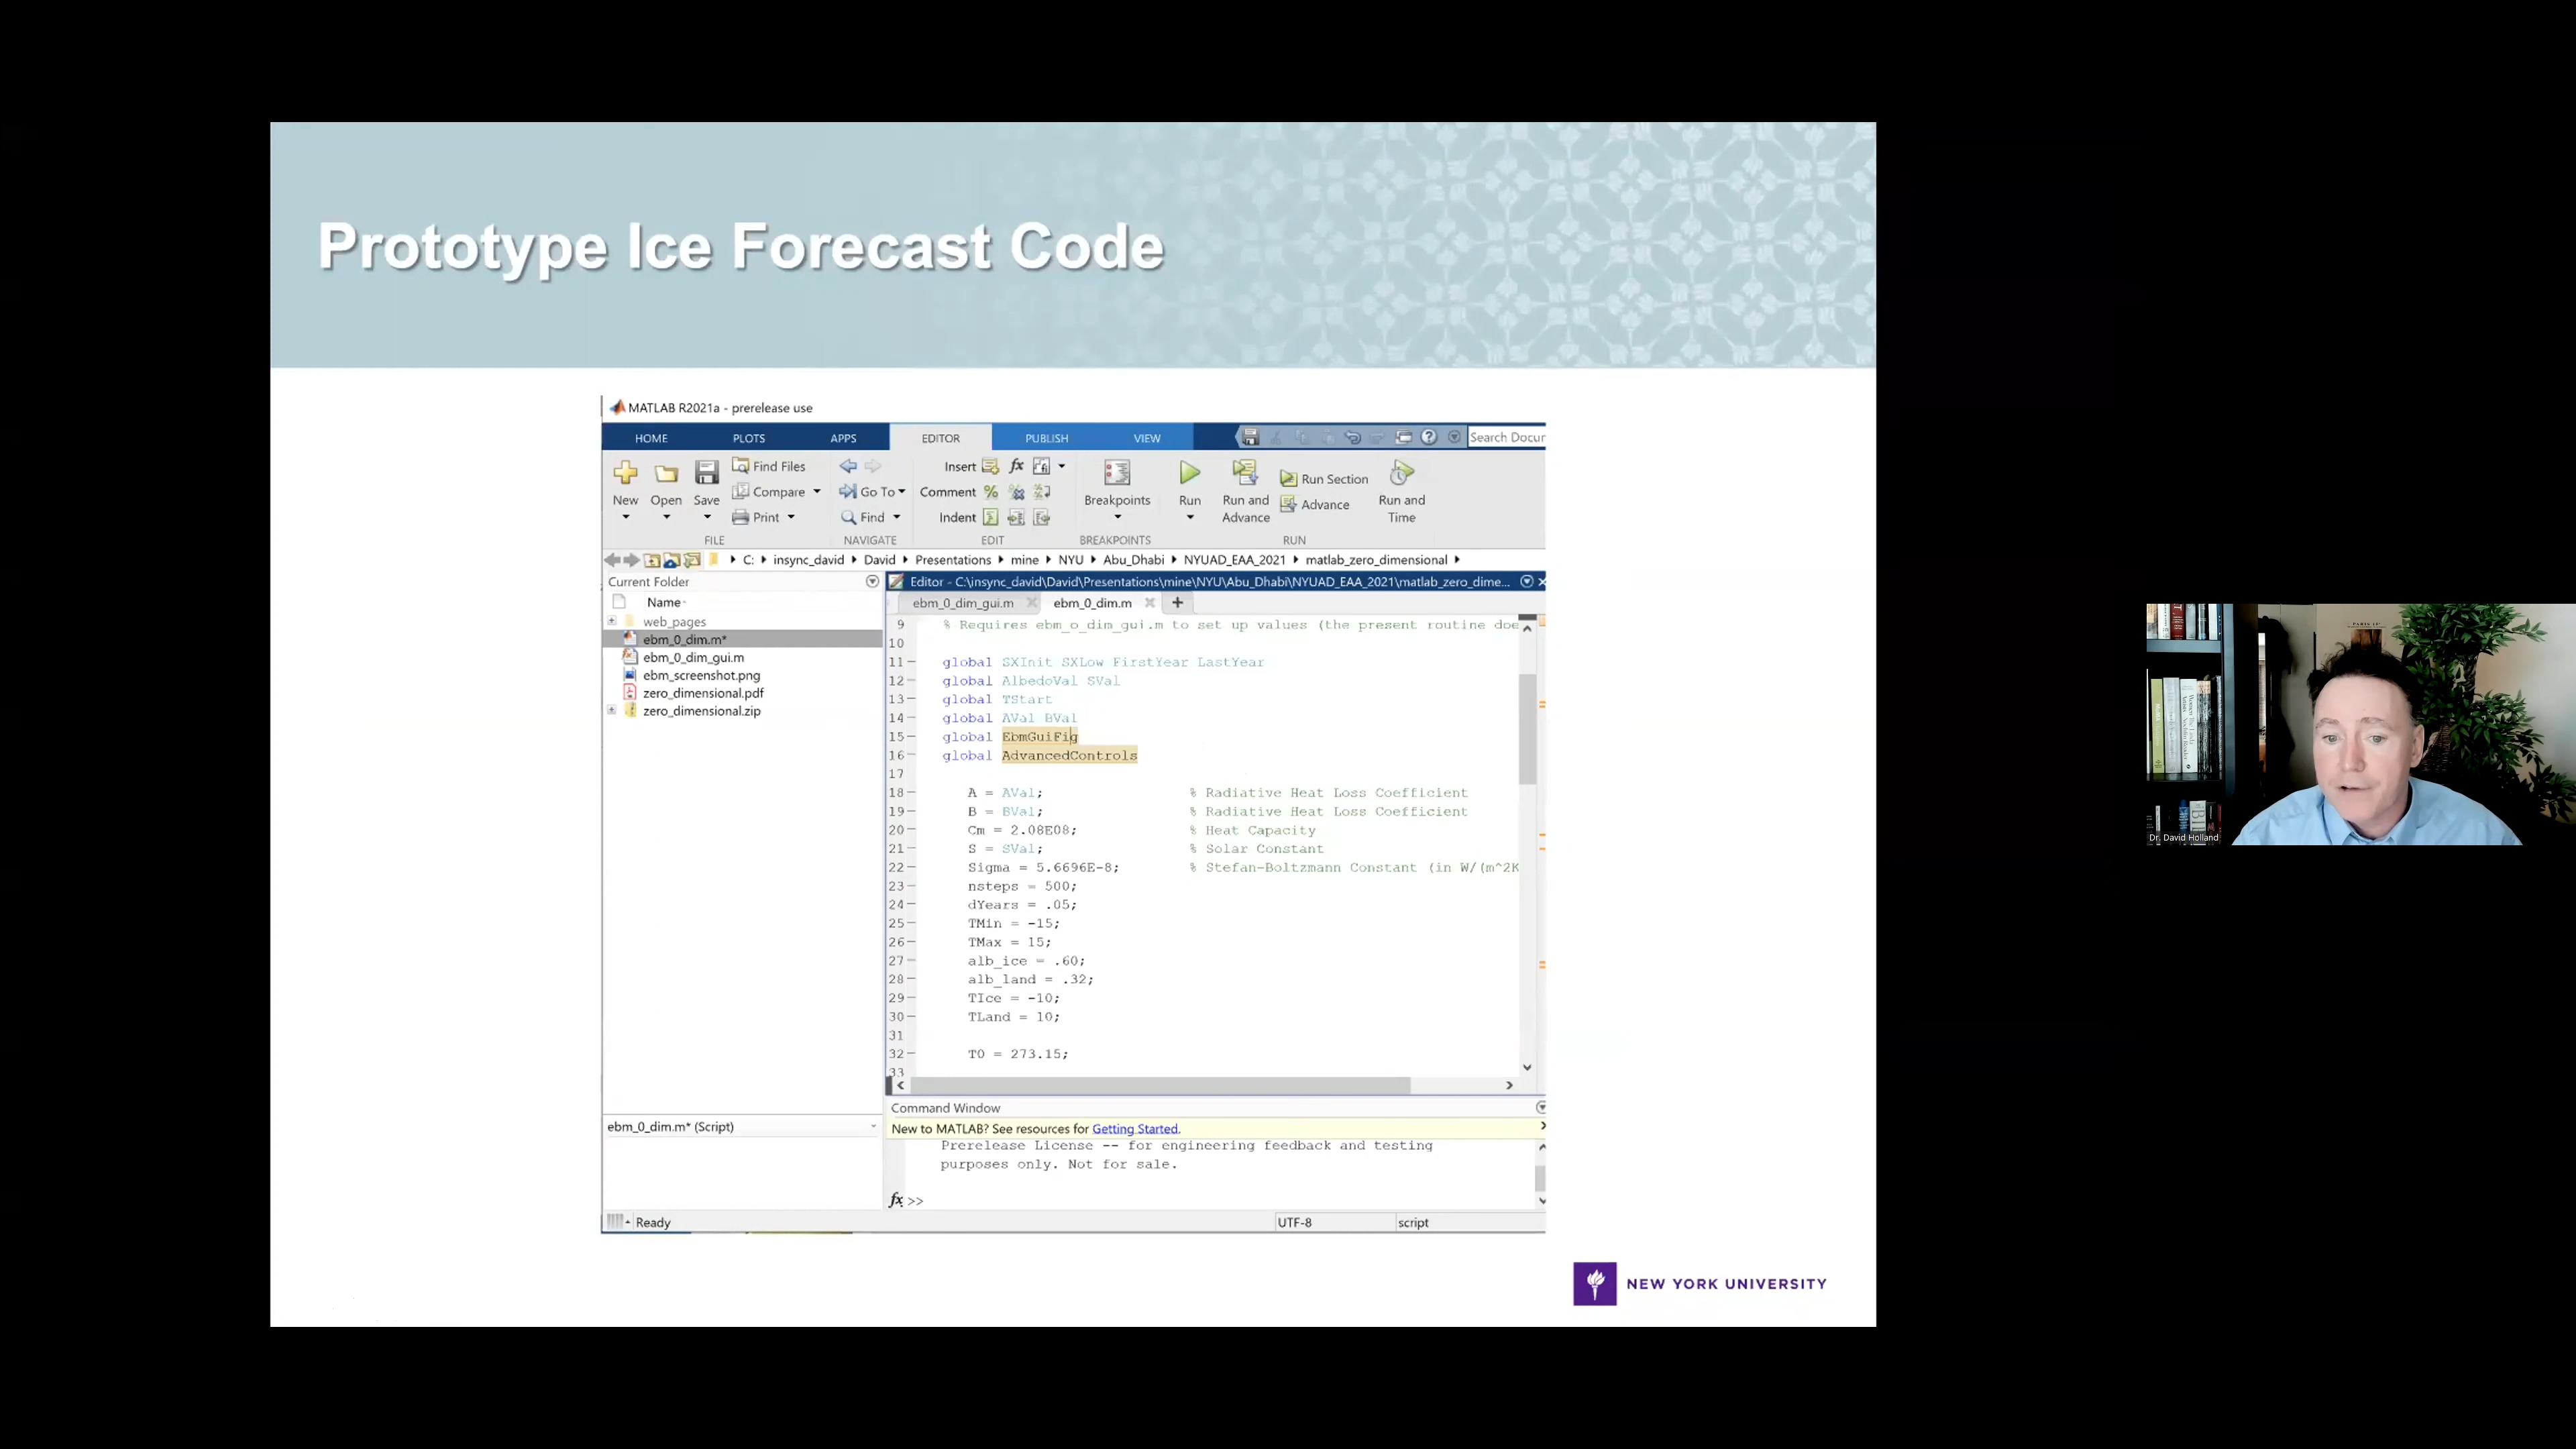 Prototype Ice Forecast Code
MATLAB R2021a - prerelease use
HOME PLOTS APPS EDITOR PUBLISH VIEW
Search Docum
New Open Save Find Files Compare Print
Go To Find
Insert Comment Indent
Breakpoints
Run Run and Advance Run Section Advance Run and Time
FILE NAVIGATE EDIT BREAKPOINTS RUN
C: insync_david David Presentations mine NYU Abu_Dhabi NYUAD_EAA_2021 matlab_zero_dimensional
Current Folder
Name
web_pages
ebm_0_dim.m*
ebm_0_dim_gui.m
ebm_screenshot.png
zero_dimensional.pdf
zero_dimensional.zip
ebm_0_dim.m* (Script)
Editor - C:\insync_david\David\Presentations\mine\NYU\Abu_Dhabi\NYUAD_EAA_2021\matlab_zero_dime...
ebm_0_dim_gui.m ebm_0_dim.m
9 % Requires ebm_o_dim_gui.m to set up values (the present routine doe
10
11 global SXInit SXLow FirstYear LastYear
12 global AlbedoVal SVal
13 global TStart
14 global AVal BVal
15 global EbmGuiFig
16 global AdvancedControls
17
18 A = AVal; % Radiative Heat Loss Coefficient
19 B = BVal; % Radiative Heat Loss Coefficient
20 Cm = 2.08E08; % Heat Capacity
21 S = SVal; % Solar Constant
22 Sigma = 5.6696E-8; % Stefan-Boltzmann Constant (in W/(m^2K
23 nsteps = 500;
24 dYears = .05;
25 TMin = -15;
26 TMax = 15;
27 alb_ice = .60;
28 alb_land = .32;
29 TIce = -10;
30 TLand = 10;
31
32 T0 = 273.15;
33
Command Window
New to MATLAB? See resources for Getting Started.
Prerelease License -- for engineering feedback and testing
purposes only. Not for sale.
fx >>
Ready UTF-8 script
NEW YORK UNIVERSITY
Dr. David Holland